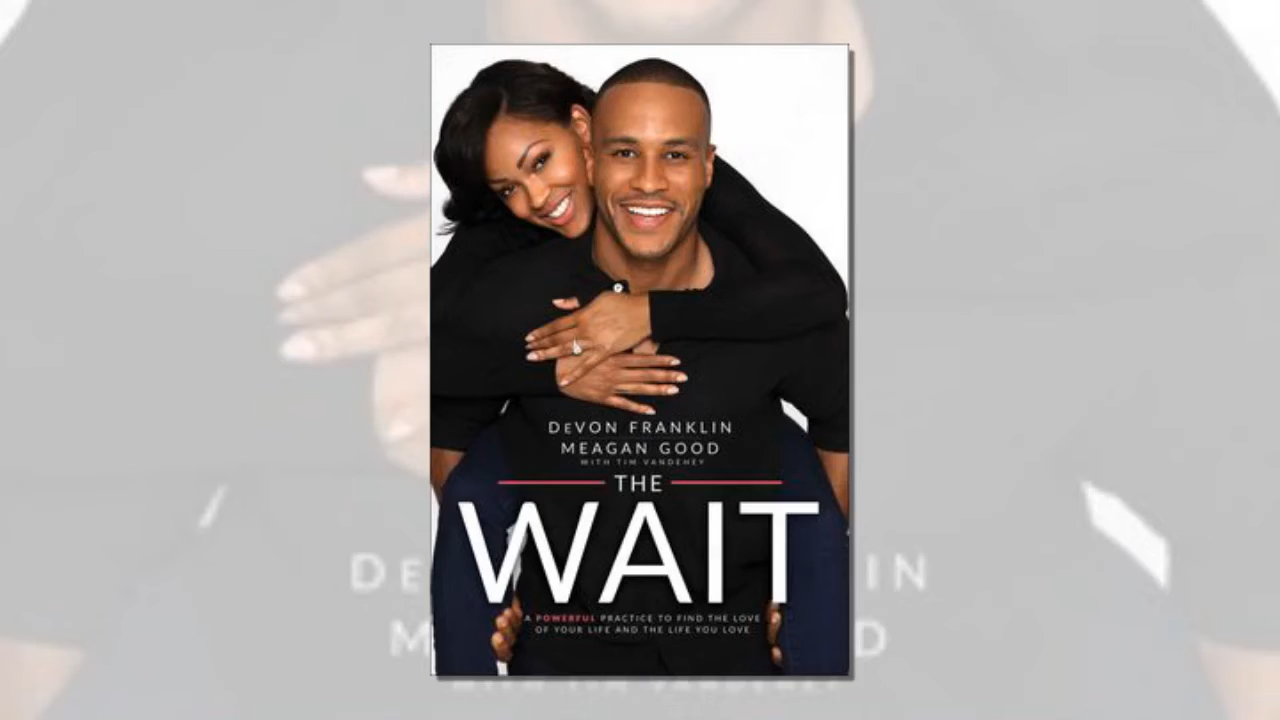 DeVON FRANKLIN
MEAGAN GOOD
WITH TIM VANDEHEY
THE
WAIT
A POWERFUL PRACTICE TO FIND THE LOVE
OF YOUR LIFE AND THE LIFE YOU LOVE